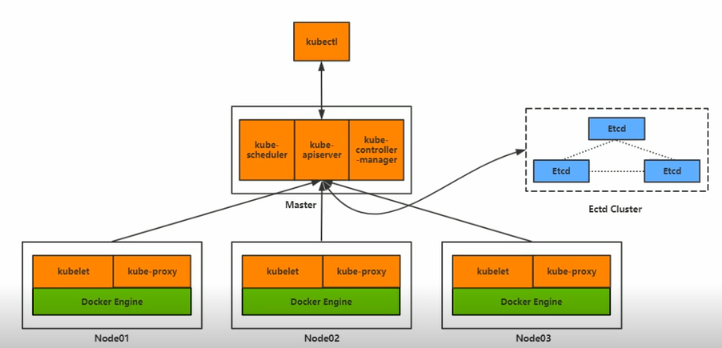 kubectl
kube-
scheduler
kube-
apiserver
kube-
controller
-manager
Master
Etcd
Etcd
Etcd
Ectd Cluster
kubelet
kube-proxy
Docker Engine
Node01
kubelet
kube-proxy
Docker Engine
Node02
kubelet
kube-proxy
Docker Engine
Node03